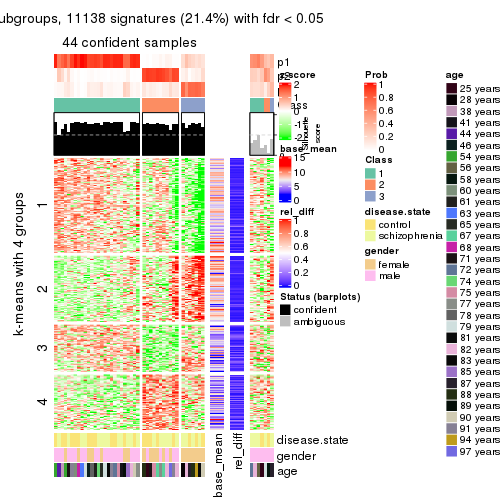 ubgroups, 11138 signatures (21.4%) with fdr < 0.05
44 confident samples
p1
p2
z_score
2
1
0
-2
Silhouette
score
base_mean
15
10
5
0
rel_diff
1
0.8
0.6
0.4
0.2
0
Status (barplots)
confident
ambiguous
Prob
1
0.8
0.6
0.4
0.2
0
Class
1
2
3
disease.state
control
schizophrenia
gender
female
male
age
25 years
28 years
38 years
41 years
44 years
46 years
54 years
56 years
58 years
60 years
61 years
63 years
65 years
67 years
68 years
71 years
72 years
74 years
75 years
77 years
78 years
79 years
81 years
82 years
83 years
85 years
87 years
88 years
89 years
90 years
91 years
94 years
97 years
k-means with 4 groups
1
2
3
4
base_mean
rel_diff
disease.state
gender
age